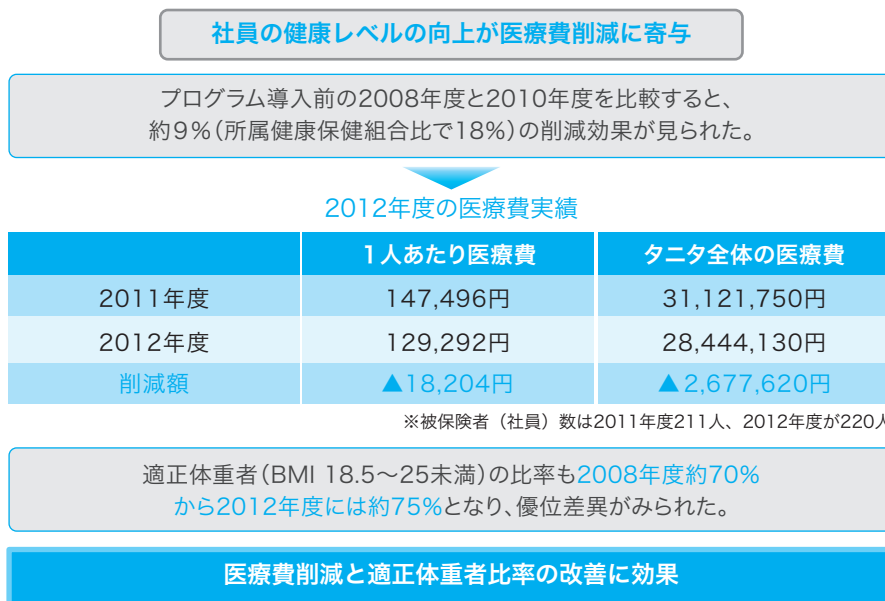 社員の健康レベルの向上が医療費削減に寄与
プログラム導入前の2008年度と2010年度を比較すると、
約9%(所属健康保健組合比で18%)の削減効果が見られた。
2012年度の医療費実績
1人あたり医療費 タニタ全体の医療費
2011年度 147,496円 31,121,750円
2012年度 129,292円 28,444,130円
削減額 ▲18,204円 ▲2,677,620円
※被保険者（社員）数は2011年度211人、2012年度が220人
適正体重者(BMI 18.5〜25未満)の比率も2008年度約70%
から2012年度には約75%となり、優位差異がみられた。
医療費削減と適正体重者比率の改善に効果